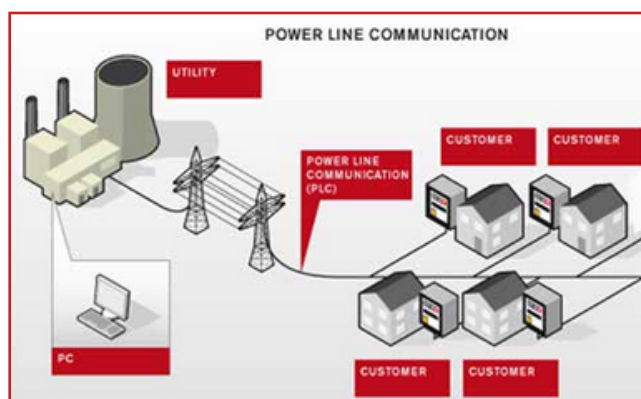 POWER LINE COMMUNICATION
UTILITY
CUSTOMER
CUSTOMER
POWER LINE
COMMUNICATION
(PLC)
PC
CUSTOMER
CUSTOMER